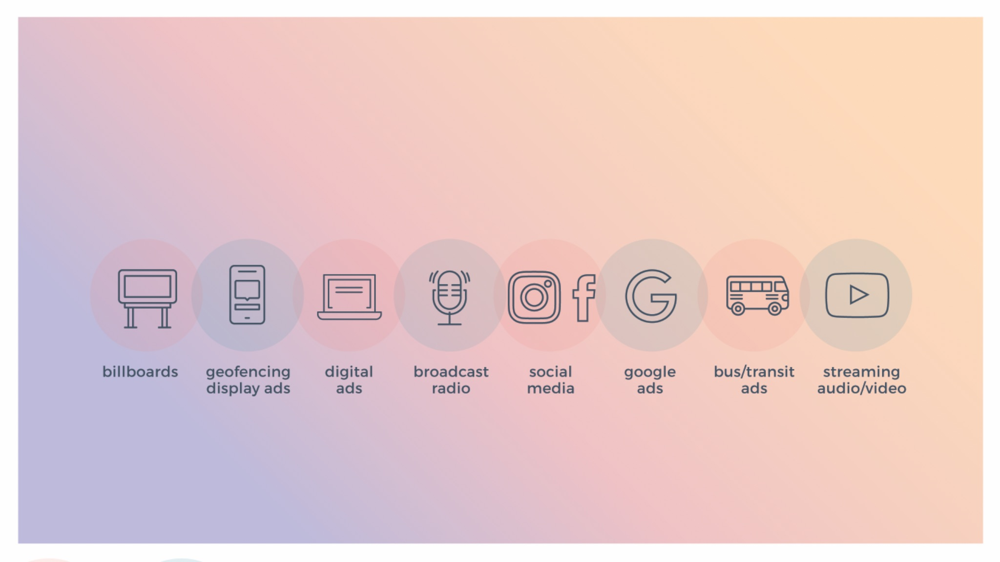 billboards
geofencing
display ads
digital
ads
broadcast
radio
social
media
google
ads
bus/transit
ads
streaming
audio/video